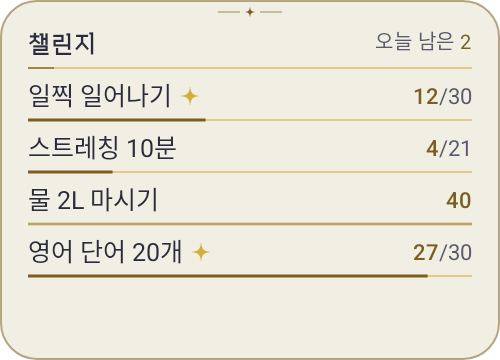 챌린지 오늘 남은 2
일찍 일어나기 12/30
스트레칭 10분 4/21
물 2L 마시기 40
영어 단어 20개 27/30